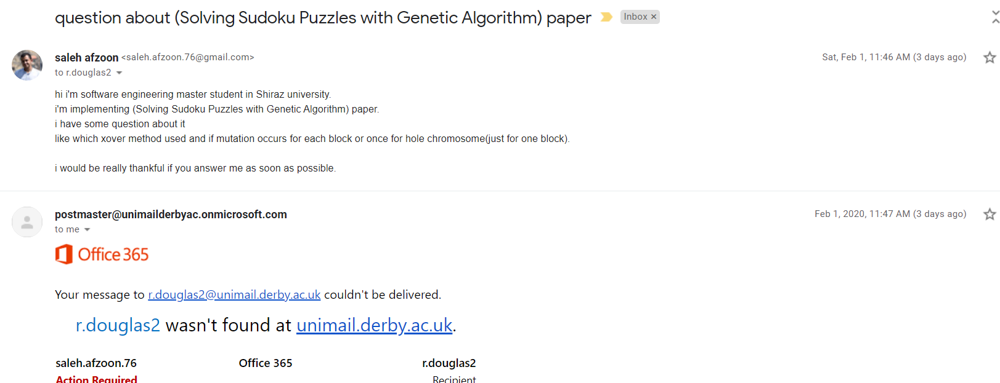 question about (Solving Sudoku Puzzles with Genetic Algorithm) paper Inbox ×
saleh afzoon <saleh.afzoon.76@gmail.com> Sat, Feb 1, 11:46 AM (3 days ago)
to r.douglas2
hi i'm software engineering master student in Shiraz university.
i'm implementing (Solving Sudoku Puzzles with Genetic Algorithm) paper.
i have some question about it
like which xover method used and if mutation occurs for each block or once for hole chromosome(just for one block).
i would be really thankful if you answer me as soon as possible.
postmaster@unimailderbyac.onmicrosoft.com Feb 1, 2020, 11:47 AM (3 days ago)
to me
Office 365
Your message to r.douglas2@unimail.derby.ac.uk couldn't be delivered.
r.douglas2 wasn't found at unimail.derby.ac.uk.
saleh.afzoon.76 Office 365 r.douglas2
Action Required Recipient